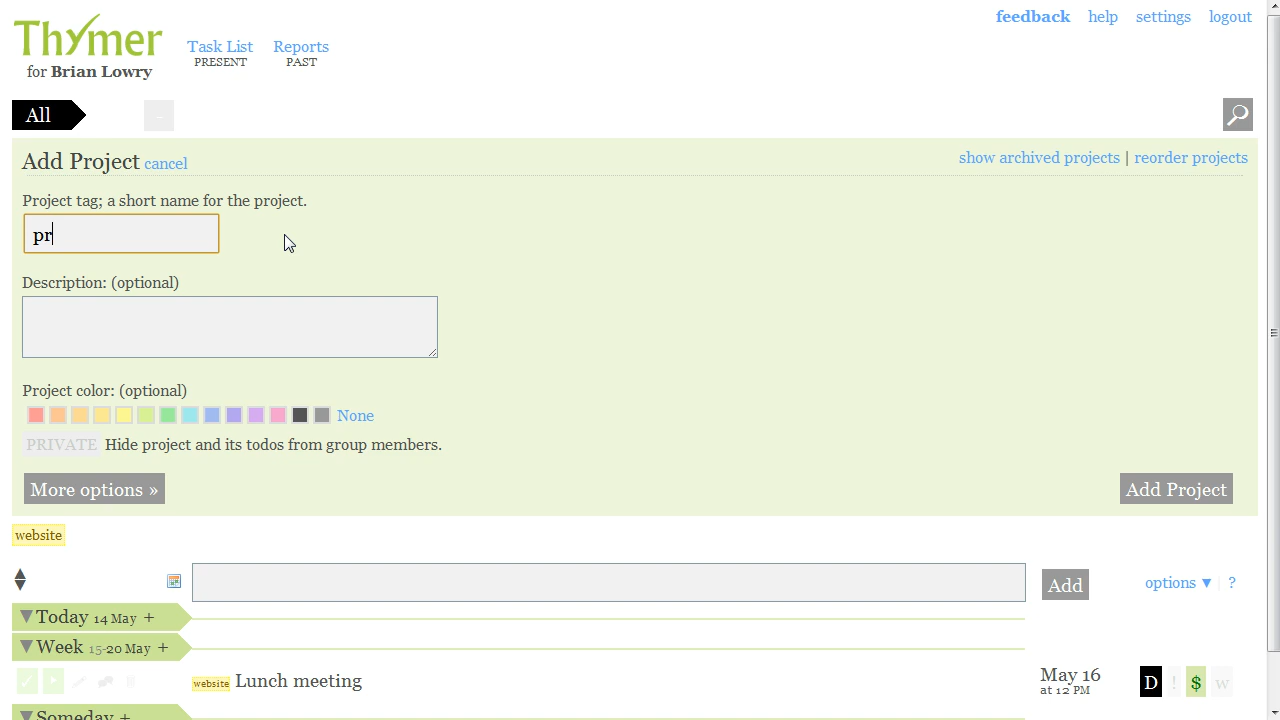 Thymer
for Brian Lowry
Task List
PRESENT
Reports
PAST
feedback help settings logout
All
Add Project cancel
show archived projects | reorder projects
Project tag; a short name for the project.
pr
Description: (optional)
Project color: (optional)
None
PRIVATE Hide project and its todos from group members.
More options »
Add Project
website
Add
options ▼ ?
Today 14 May +
Week 15-20 May +
website Lunch meeting
May 16
at 12 PM
D ! $ w
Someday +